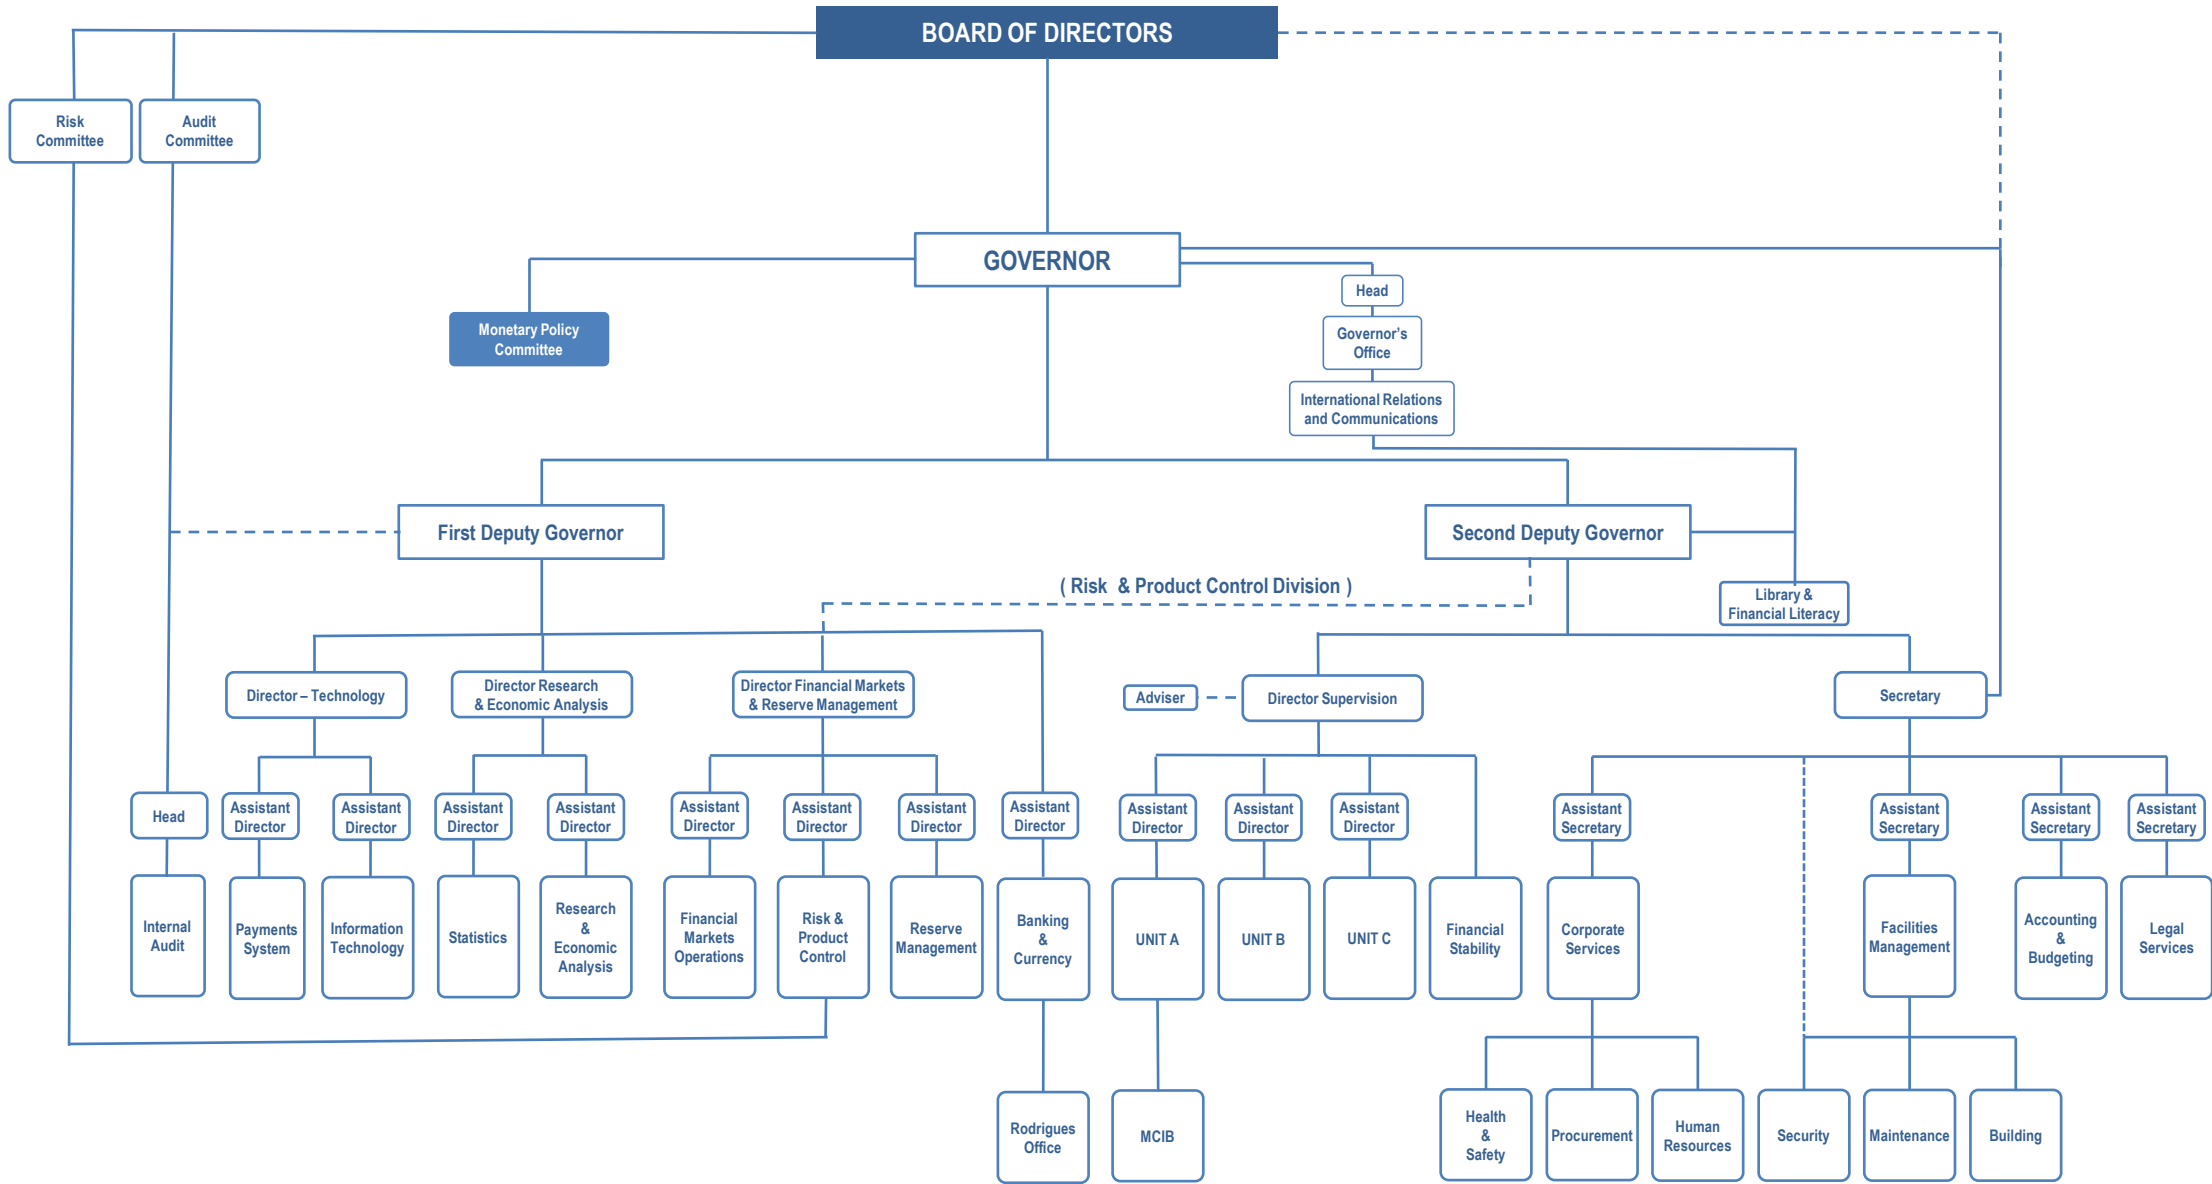 BOARD OF DIRECTORS
Risk
Committee
Audit
Committee
GOVERNOR
Head
Monetary Policy
Committee
Governor’s
Office
International Relations
and Communications
First Deputy Governor
Second Deputy Governor
( Risk & Product Control Division )
Library &
Financial Literacy
Director – Technology
Director Research
& Economic Analysis
Director Financial Markets
& Reserve Management
Adviser
Director Supervision
Secretary
Head
Assistant
Director
Assistant
Director
Assistant
Director
Assistant
Director
Assistant
Director
Assistant
Director
Assistant
Director
Assistant
Director
Assistant
Director
Assistant
Director
Assistant
Director
Assistant
Secretary
Assistant
Secretary
Assistant
Secretary
Assistant
Secretary
Internal
Audit
Payments
System
Information
Technology
Statistics
Research
&
Economic
Analysis
Financial
Markets
Operations
Risk &
Product
Control
Reserve
Management
Banking
&
Currency
UNIT A
UNIT B
UNIT C
Financial
Stability
Corporate
Services
Facilities
Management
Accounting
&
Budgeting
Legal
Services
Rodrigues
Office
MCIB
Health
&
Safety
Procurement
Human
Resources
Security
Maintenance
Building